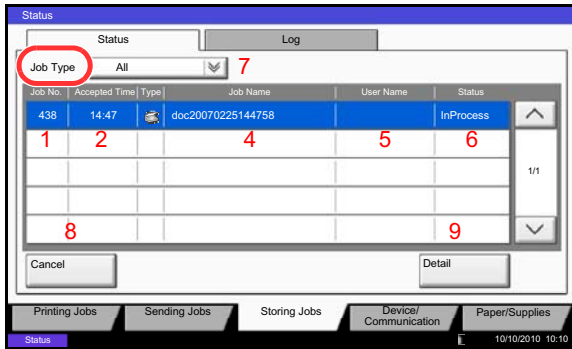 Status
Status Log
Job Type All 7
Job No. Accepted Time Type Job Name User Name Status
438 14:47 doc20070225144758 InProcess
1 2 4 5 6
1/1
8 9
Cancel Detail
Printing Jobs Sending Jobs Storing Jobs Device/
Communication Paper/Supplies
Status 10/10/2010 10:10